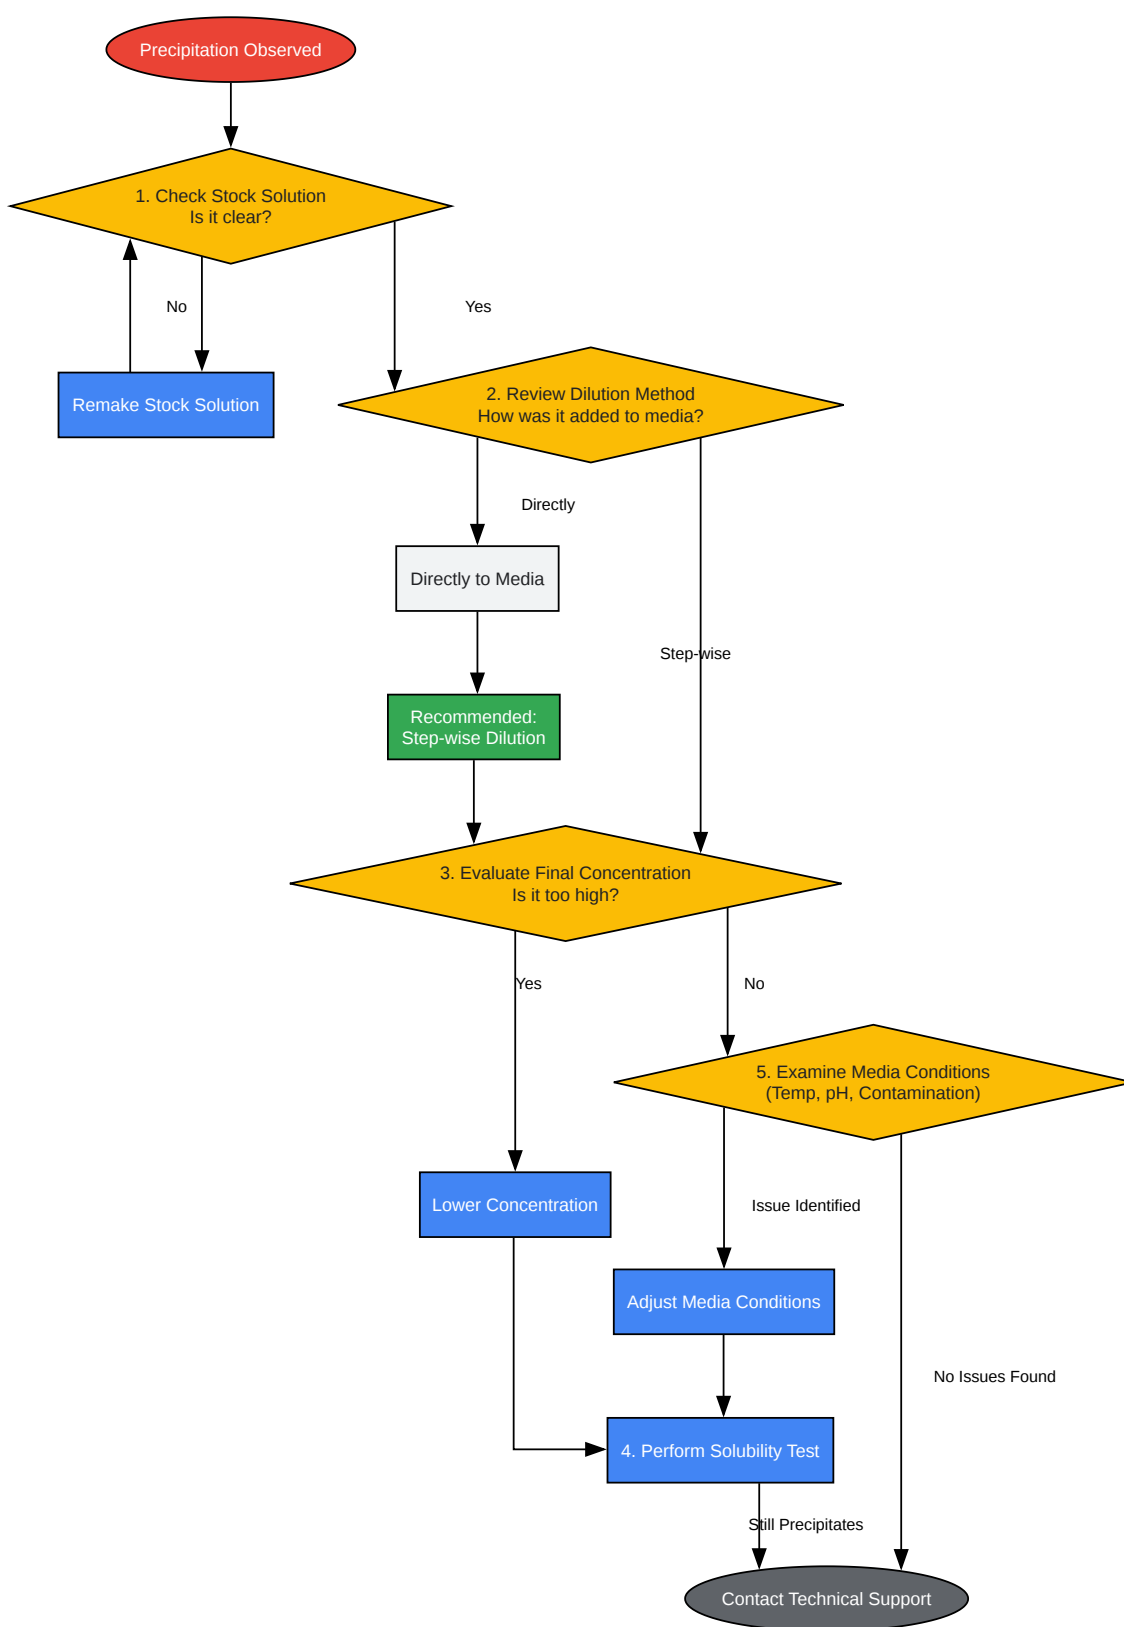 Precipitation Observed
1. Check Stock Solution
Is it clear?
No
Yes
Remake Stock Solution
2. Review Dilution Method
How was it added to media?
Directly
Directly to Media
Step-wise
Recommended:
Step-wise Dilution
3. Evaluate Final Concentration
Is it too high?
Yes
No
5. Examine Media Conditions
(Temp, pH, Contamination)
Lower Concentration
Issue Identified
Adjust Media Conditions
No Issues Found
4. Perform Solubility Test
Still Precipitates
Contact Technical Support